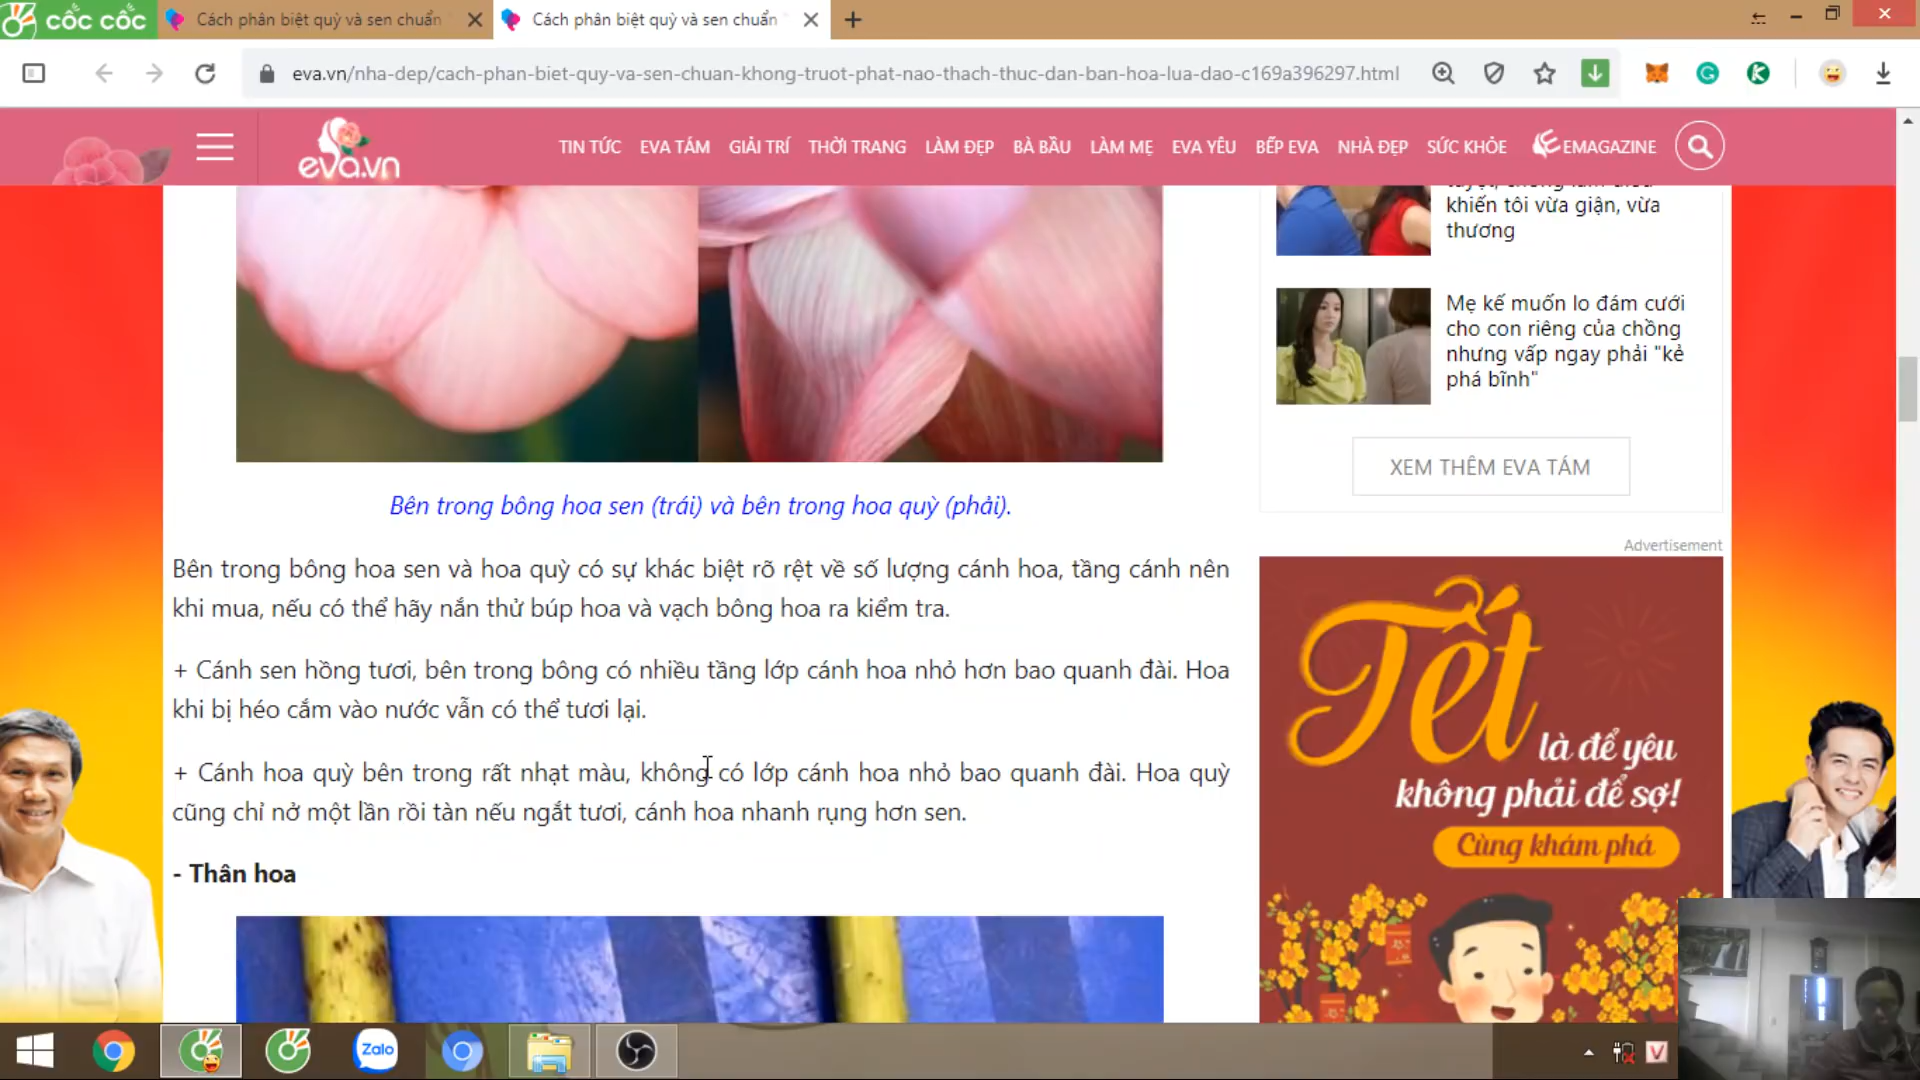 cốc cốc
Cách phân biệt quỳ và sen chuẩn
Cách phân biệt quỳ và sen chuẩn
eva.vn/nha-dep/cach-phan-biet-quy-va-sen-chuan-khong-truot-phat-nao-thach-thuc-dan-ban-hoa-lua-dao-c169a396297.html
eva.vn
TIN TỨC EVA TÁM GIẢI TRÍ THỜI TRANG LÀM ĐẸP BÀ BẦU LÀM MẸ EVA YÊU BẾP EVA NHÀ ĐẸP SỨC KHỎE EMAGAZINE
khiến tôi vừa giận, vừa
thương
Mẹ kế muốn lo đám cưới
cho con riêng của chồng
nhưng vấp ngay phải "kẻ
phá bĩnh"
XEM THÊM EVA TÁM
Bên trong bông hoa sen (trái) và bên trong hoa quỳ (phải).
Bên trong bông hoa sen và hoa quỳ có sự khác biệt rõ rệt về số lượng cánh hoa, tầng cánh nên
khi mua, nếu có thể hãy nắn thử búp hoa và vạch bông hoa ra kiểm tra.
+ Cánh sen hồng tươi, bên trong bông có nhiều tầng lớp cánh hoa nhỏ hơn bao quanh đài. Hoa
khi bị héo cắm vào nước vẫn có thể tươi lại.
+ Cánh hoa quỳ bên trong rất nhạt màu, không có lớp cánh hoa nhỏ bao quanh đài. Hoa quỳ
cũng chỉ nở một lần rồi tàn nếu ngắt tươi, cánh hoa nhanh rụng hơn sen.
- Thân hoa
Advertisement
Tết
là để yêu
không phải để sợ!
Cùng khám phá
Zalo
V